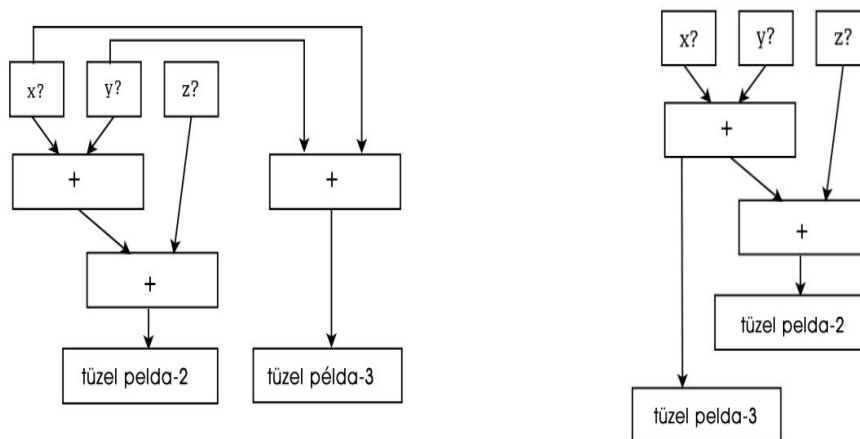 x?
y?
z?
+
+
+
tüzel pelda-2
tüzel példa-3
x?
y?
z?
+
+
tüzel pelda-2
tüzel pelda-3